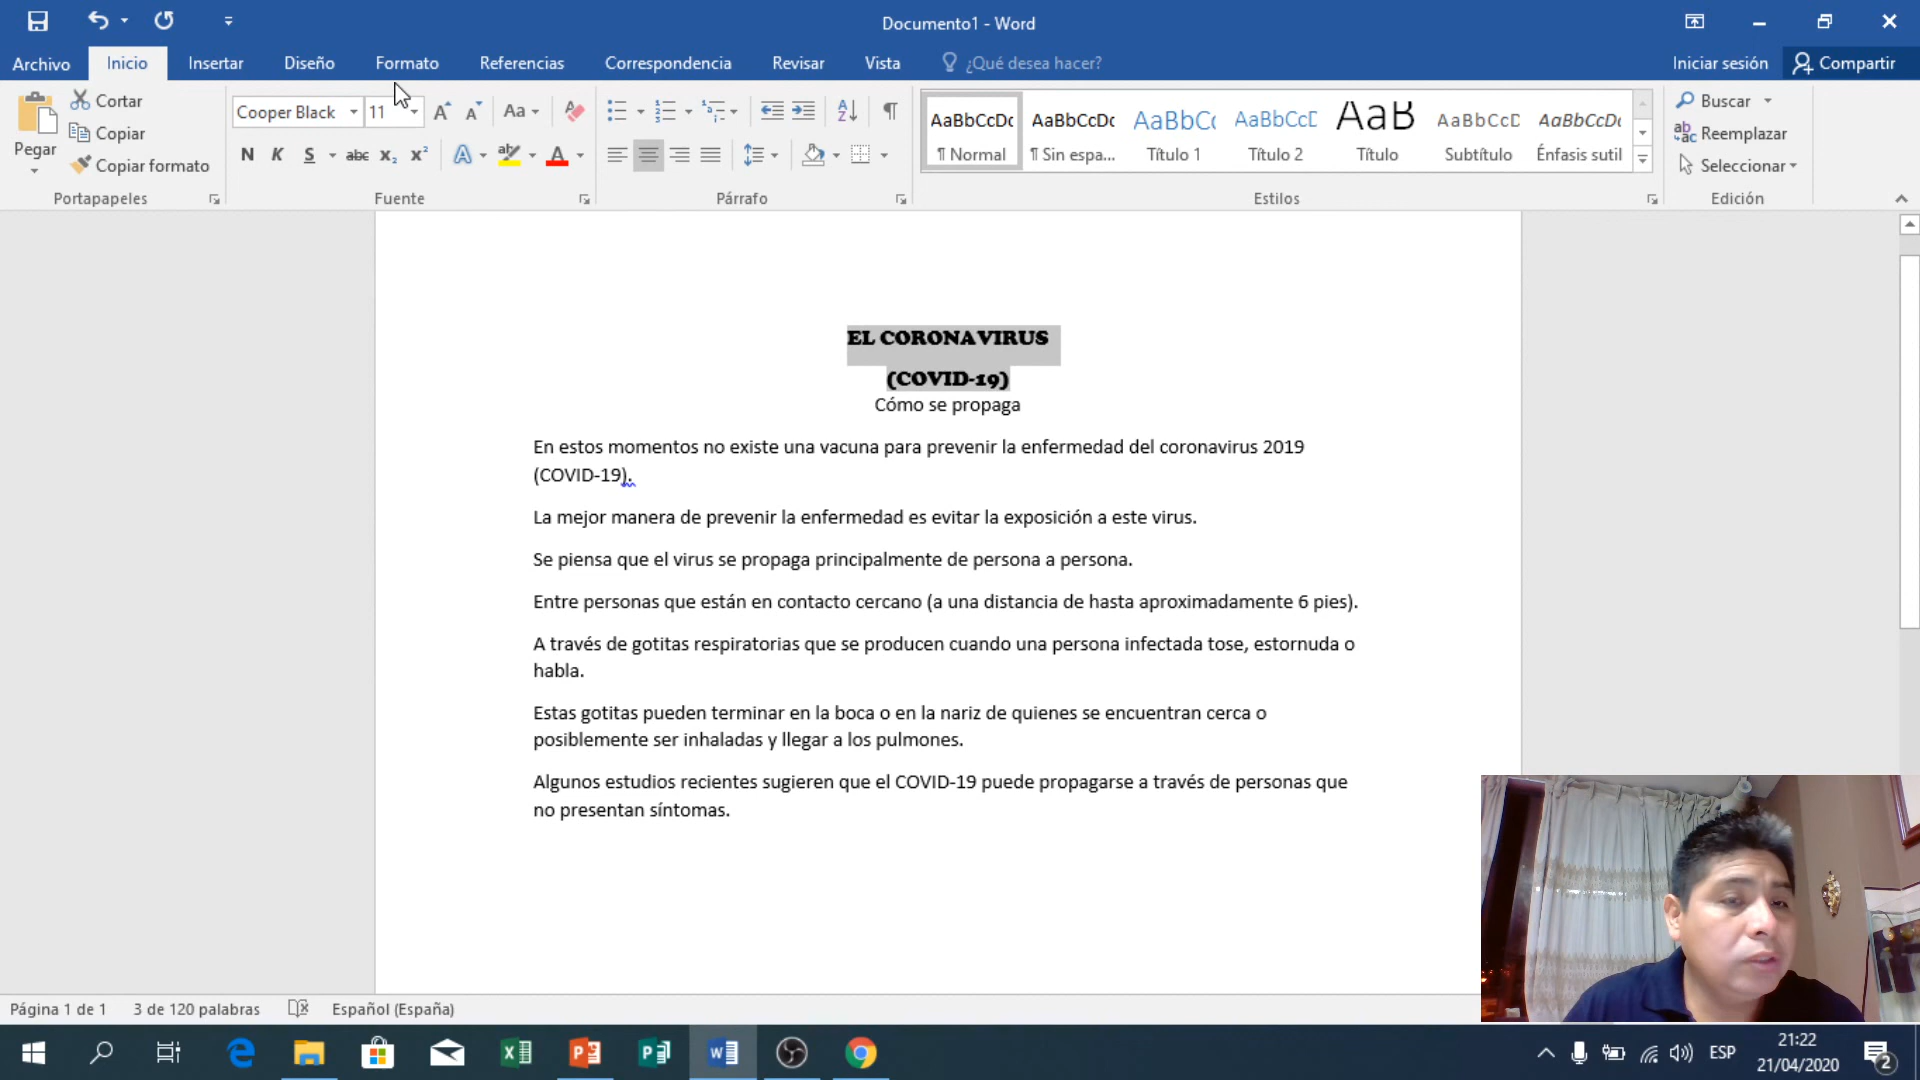 Documento1 - Word
Archivo Inicio Insertar Diseño Formato Referencias Correspondencia Revisar Vista ¿Qué desea hacer? Iniciar sesión Compartir
Pegar
Cortar
Copiar
Copiar formato
Portapapeles
Cooper Black 11 Aa
N K S abc x₂ x² A aby A
Fuente
Párrafo
AaBbCcDc AaBbCcDc AaBbCc AaBbCcE AaB AaBbCcD AaBbCcDc
¶ Normal ¶ Sin espa... Título 1 Título 2 Título Subtítulo Énfasis sutil
Estilos
Buscar
Reemplazar
Seleccionar
Edición
EL CORONAVIRUS
(COVID-19)
Cómo se propaga
En estos momentos no existe una vacuna para prevenir la enfermedad del coronavirus 2019
(COVID-19).
La mejor manera de prevenir la enfermedad es evitar la exposición a este virus.
Se piensa que el virus se propaga principalmente de persona a persona.
Entre personas que están en contacto cercano (a una distancia de hasta aproximadamente 6 pies).
A través de gotitas respiratorias que se producen cuando una persona infectada tose, estornuda o
habla.
Estas gotitas pueden terminar en la boca o en la nariz de quienes se encuentran cerca o
posiblemente ser inhaladas y llegar a los pulmones.
Algunos estudios recientes sugieren que el COVID-19 puede propagarse a través de personas que
no presentan síntomas.
Página 1 de 1 3 de 120 palabras Español (España)
ESP
21:22
21/04/2020
2